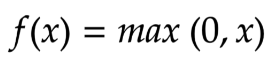 f(x) = max (0, x)